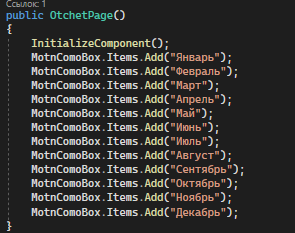 Ссылок: 1
public OtchetPage()
{
InitializeComponent();
MotnComoBox.Items.Add("Январь");
MotnComoBox.Items.Add("Февраль");
MotnComoBox.Items.Add("Март");
MotnComoBox.Items.Add("Апрель");
MotnComoBox.Items.Add("Май");
MotnComoBox.Items.Add("Июнь");
MotnComoBox.Items.Add("Июль");
MotnComoBox.Items.Add("Август");
MotnComoBox.Items.Add("Сентябрь");
MotnComoBox.Items.Add("Октябрь");
MotnComoBox.Items.Add("Ноябрь");
MotnComoBox.Items.Add("Декабрь");
}